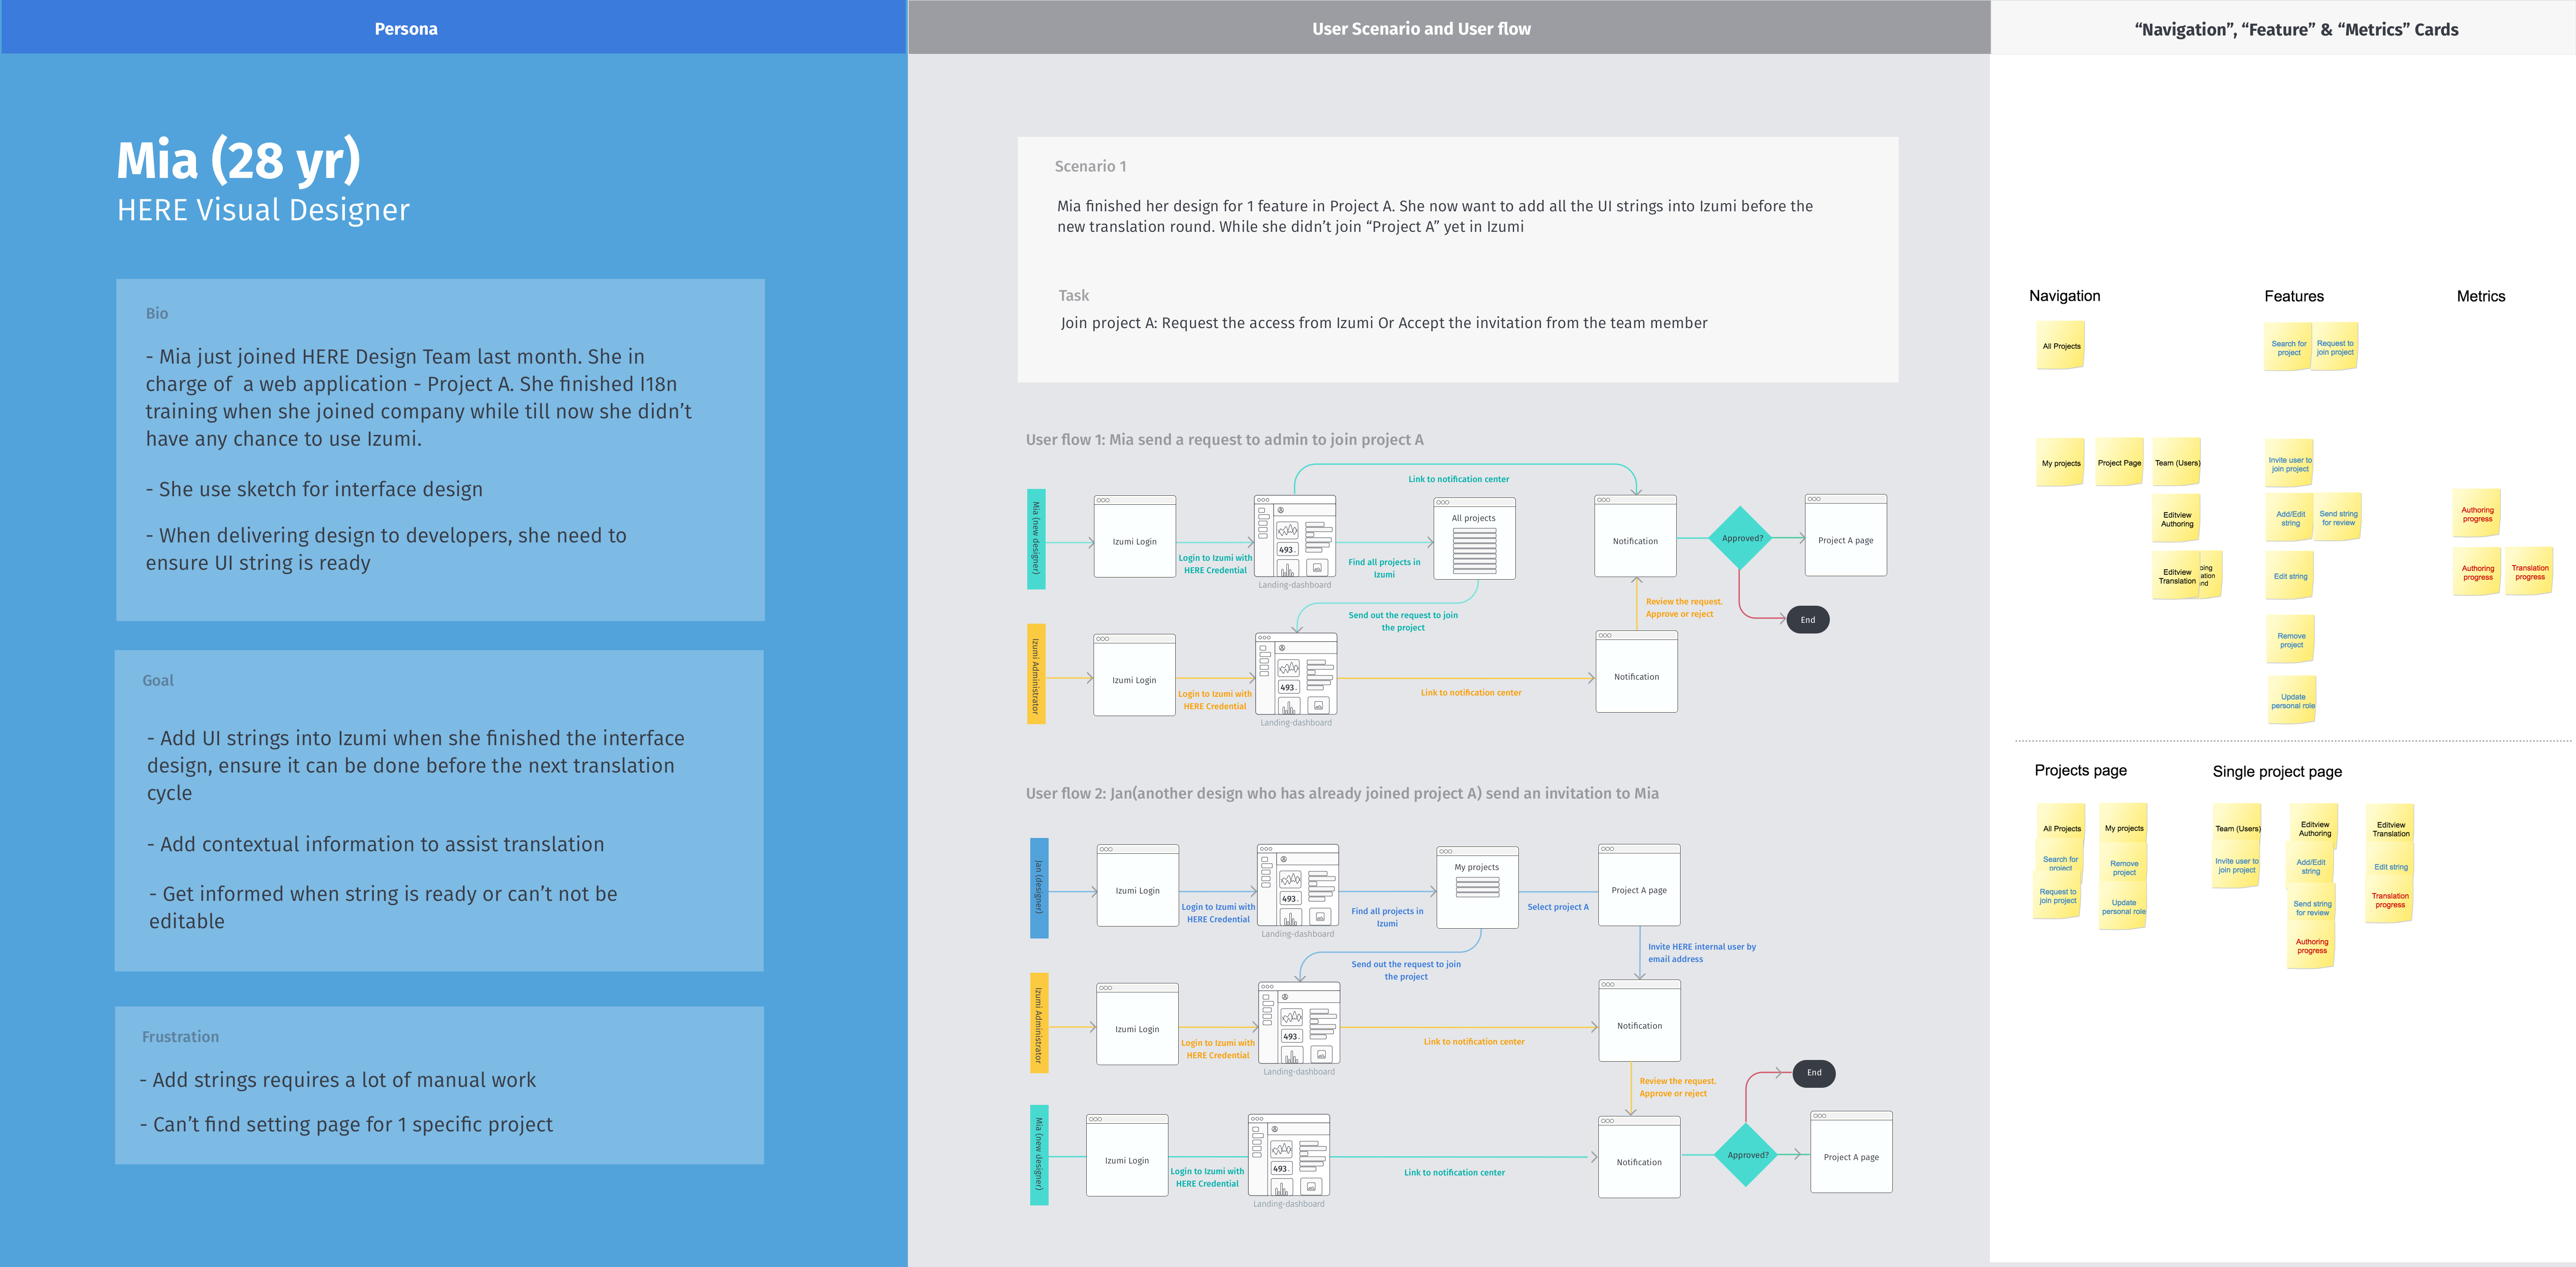 Persona
Mia (28 yr)
HERE Visual Designer
Bio
- Mia just joined HERE Design Team last month. She in
charge of  a web application - Project A. She finished I18n
training when she joined company while till now she didn’t
have any chance to use Izumi.
- She use sketch for interface design
- When delivering design to developers, she need to
ensure UI string is ready
Goal
- Add UI strings into Izumi when she finished the interface
design, ensure it can be done before the next translation
cycle
- Add contextual information to assist translation
- Get informed when string is ready or can’t not be
editable
Frustration
- Add strings requires a lot of manual work
- Can’t find setting page for 1 specific project
User Scenario and User flow
Scenario 1
Mia finished her design for 1 feature in Project A. She now want to add all the UI strings into Izumi before the
new translation round. While she didn’t join “Project A” yet in Izumi
Task
Join project A: Request the access from Izumi Or Accept the invitation from the team member
User flow 1: Mia send a request to admin to join project A
Mia (new designer)
Izumi Login
Login to Izumi with
HERE Credential
493
Landing-dashboard
Link to notification center
Find all projects in
Izumi
All projects
Send out the request to join
the project
Notification
Approved?
Project A page
End
Review the request.
Approve or reject
Izumi Administrator
Izumi Login
Login to Izumi with
HERE Credential
493
Landing-dashboard
Link to notification center
Notification
User flow 2: Jan(another design who has already joined project A) send an invitation to Mia
Jan (designer)
Izumi Login
Login to Izumi with
HERE Credential
493
Landing-dashboard
Find all projects in
Izumi
My projects
Select project A
Project A page
Send out the request to join
the project
Invite HERE internal user by
email address
Izumi Administrator
Izumi Login
Login to Izumi with
HERE Credential
493
Landing-dashboard
Link to notification center
Notification
Review the request.
Approve or reject
End
Mia (new designer)
Izumi Login
Login to Izumi with
HERE Credential
493
Landing-dashboard
Link to notification center
Notification
Approved?
Project A page
“Navigation”, “Feature” & “Metrics” Cards
Navigation
Features
Metrics
All Projects
Search for
project
Request to
join project
My projects
Project Page
Team (Users)
Invite user to
join project
Editview
Authoring
Add/Edit
string
Send string
for review
Authoring
progress
Editview
Translation
Edit string
Authoring
progress
Translation
progress
Remove
project
Update
personal role
Projects page
Single project page
All Projects
Search for
project
Request to
join project
My projects
Remove
project
Update
personal role
Team (Users)
Invite user to
join project
Editview
Authoring
Add/Edit
string
Send string
for review
Authoring
progress
Editview
Translation
Edit string
Translation
progress